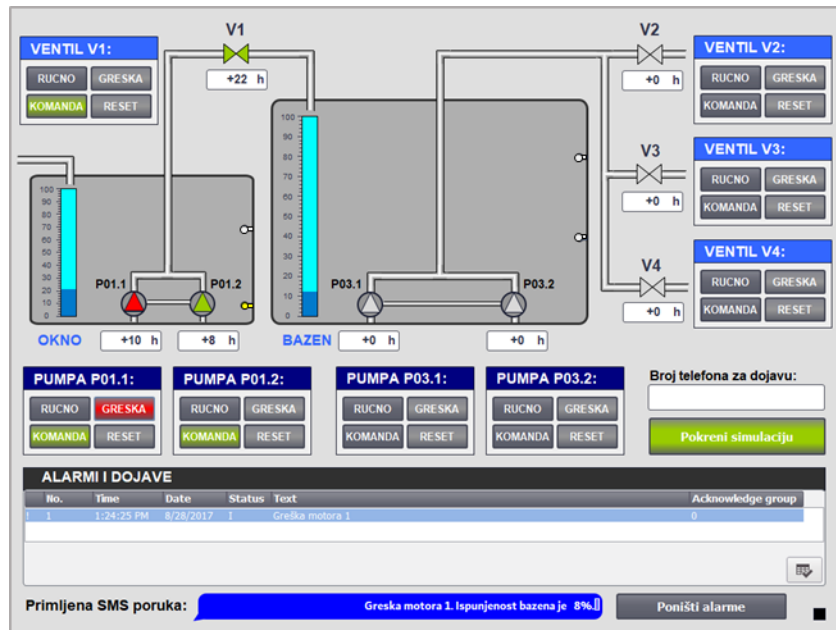 V1
V2
VENTIL V1:
VENTIL V2:
RUCNO GRESKA
+22 h
+0 h
RUCNO GRESKA
KOMANDA RESET
KOMANDA RESET
100
90
80
70
60
50
40
30
20
10
0
V3
VENTIL V3:
RUCNO GRESKA
+0 h
KOMANDA RESET
100
90
80
70
60
50
40
30
20
10
0
V4
VENTIL V4:
RUCNO GRESKA
+0 h
KOMANDA RESET
P01.1 P01.2 P03.1 P03.2
OKNO +10 h +8 h BAZEN +0 h +0 h
PUMPA P01.1: PUMPA P01.2: PUMPA P03.1: PUMPA P03.2:
RUCNO GRESKA RUCNO GRESKA RUCNO GRESKA RUCNO GRESKA
KOMANDA RESET KOMANDA RESET KOMANDA RESET KOMANDA RESET
Broj telefona za dojavu:
Pokreni simulaciju
ALARMI I DOJAVE
No. Time Date Status Text Acknowledge group
! 1 1:24:25 PM 8/28/2017 I Greška motora 1 0
Primljena SMS poruka: Greska motora 1. Ispunjenost bazena je 8%. Poništi alarme